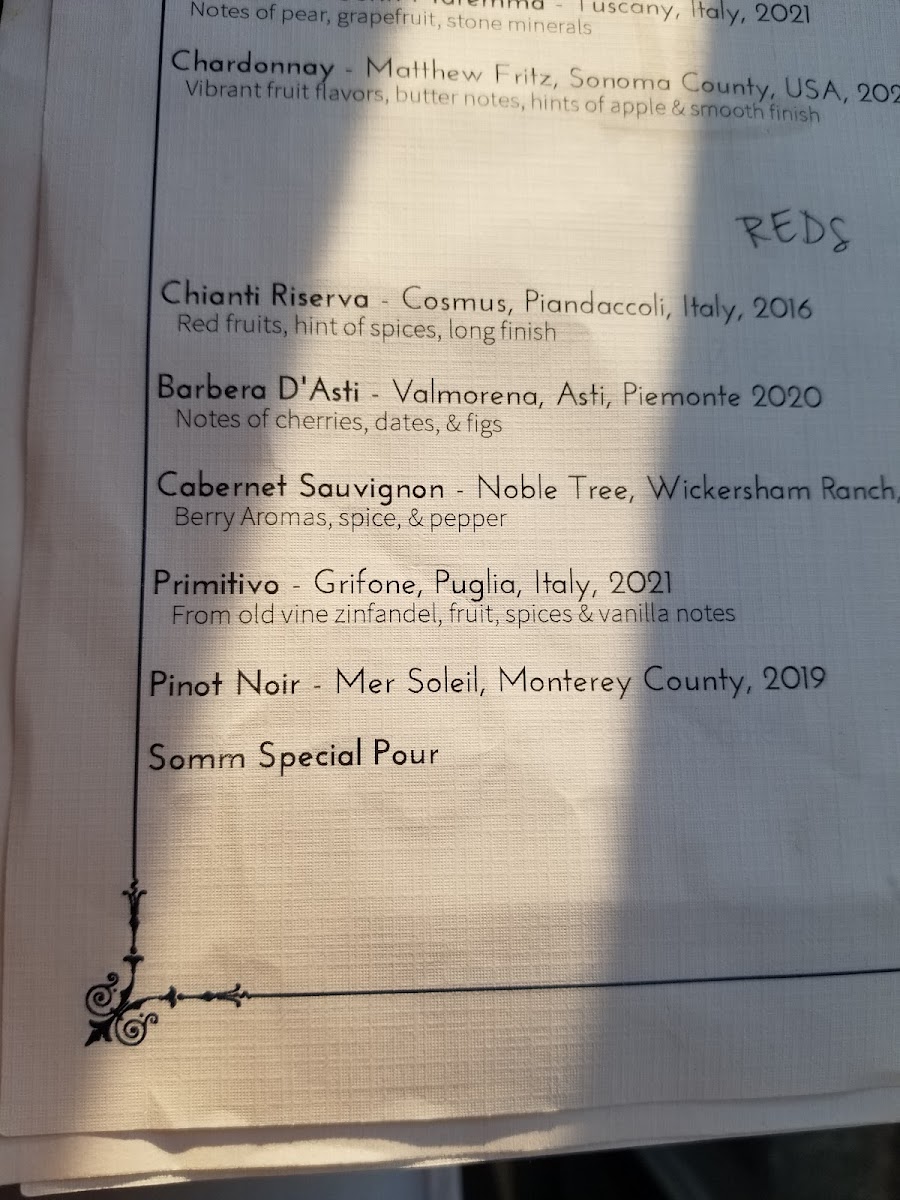 Tuscany, Italy, 2021
Notes of pear, grapefruit, stone minerals
Chardonnay - Matthew Fritz, Sonoma County, USA,
Vibrant fruit flavors, butter notes, hints of apple & smooth finish
REDS
Chianti Riserva - Cosmus, Piandaccoli, Italy, 2016
Red fruits, hint of spices, long finish
Barbera D'Asti - Valmorena, Asti, Piemonte 2020
Notes of cherries, dates, & figs
Cabernet Sauvignon - Noble Tree, Wickersham Ranch,
Berry Aromas, spice, & pepper
Primitivo - Grifone, Puglia, Italy, 2021
From old vine zinfandel, fruit, spices & vanilla notes
Pinot Noir - Mer Soleil, Monterey County, 2019
Somm Special Pour